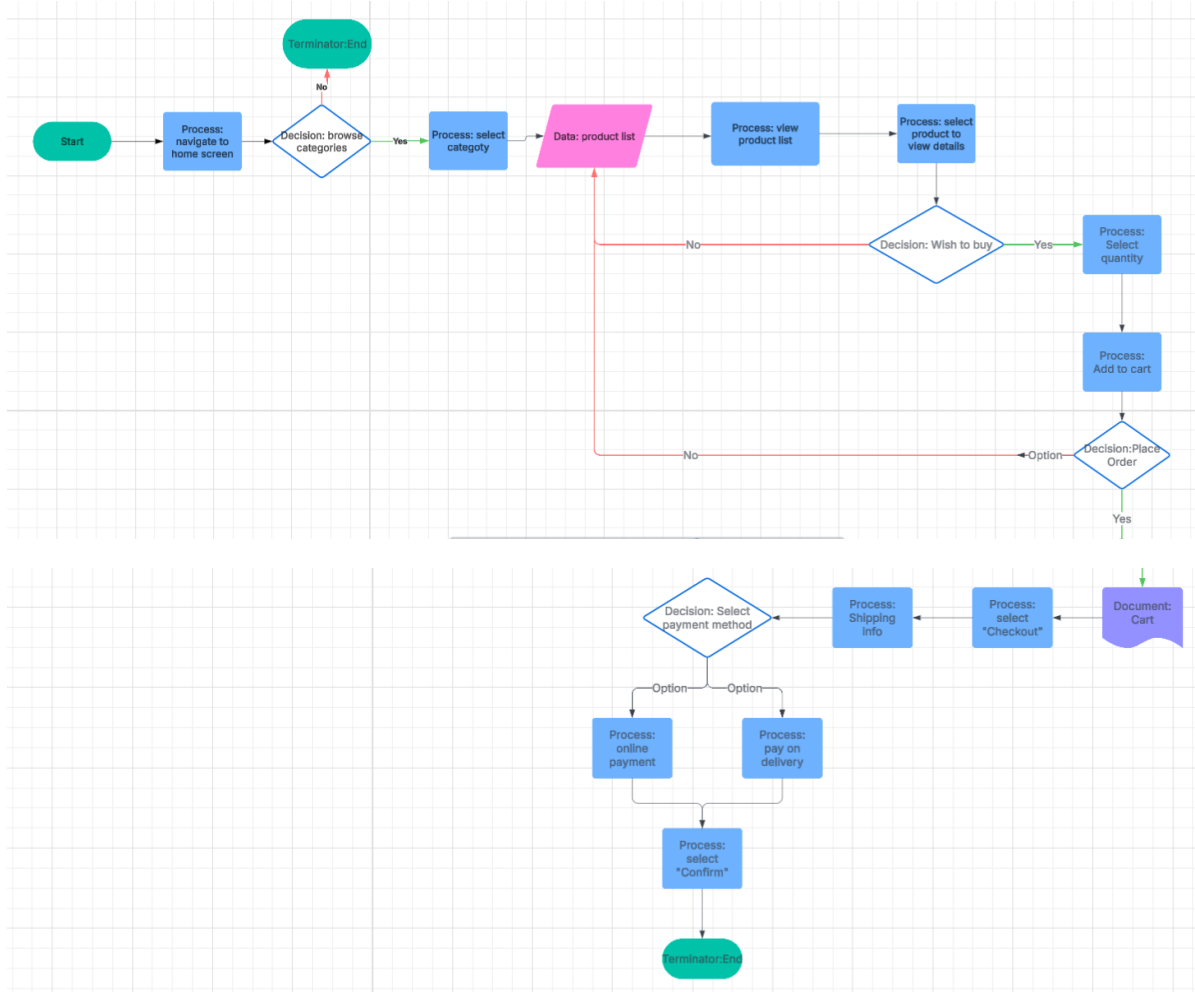 Terminator:End
No
Start
Process:
navigate to
home screen
Decision: browse
categories
Yes
Process: select
categoty
Data: product list
Process: view
product list
Process: select
product to
view details
No
Decision: Wish to buy
Yes
Process:
Select
quantity
Process:
Add to cart
No
Option
Decision:Place
Order
Yes
Decision: Select
payment method
Process:
Shipping
info
Process:
select
"Checkout"
Document:
Cart
Option
Option
Process:
online
payment
Process:
pay on
delivery
Process:
select
"Confirm"
Terminator:End